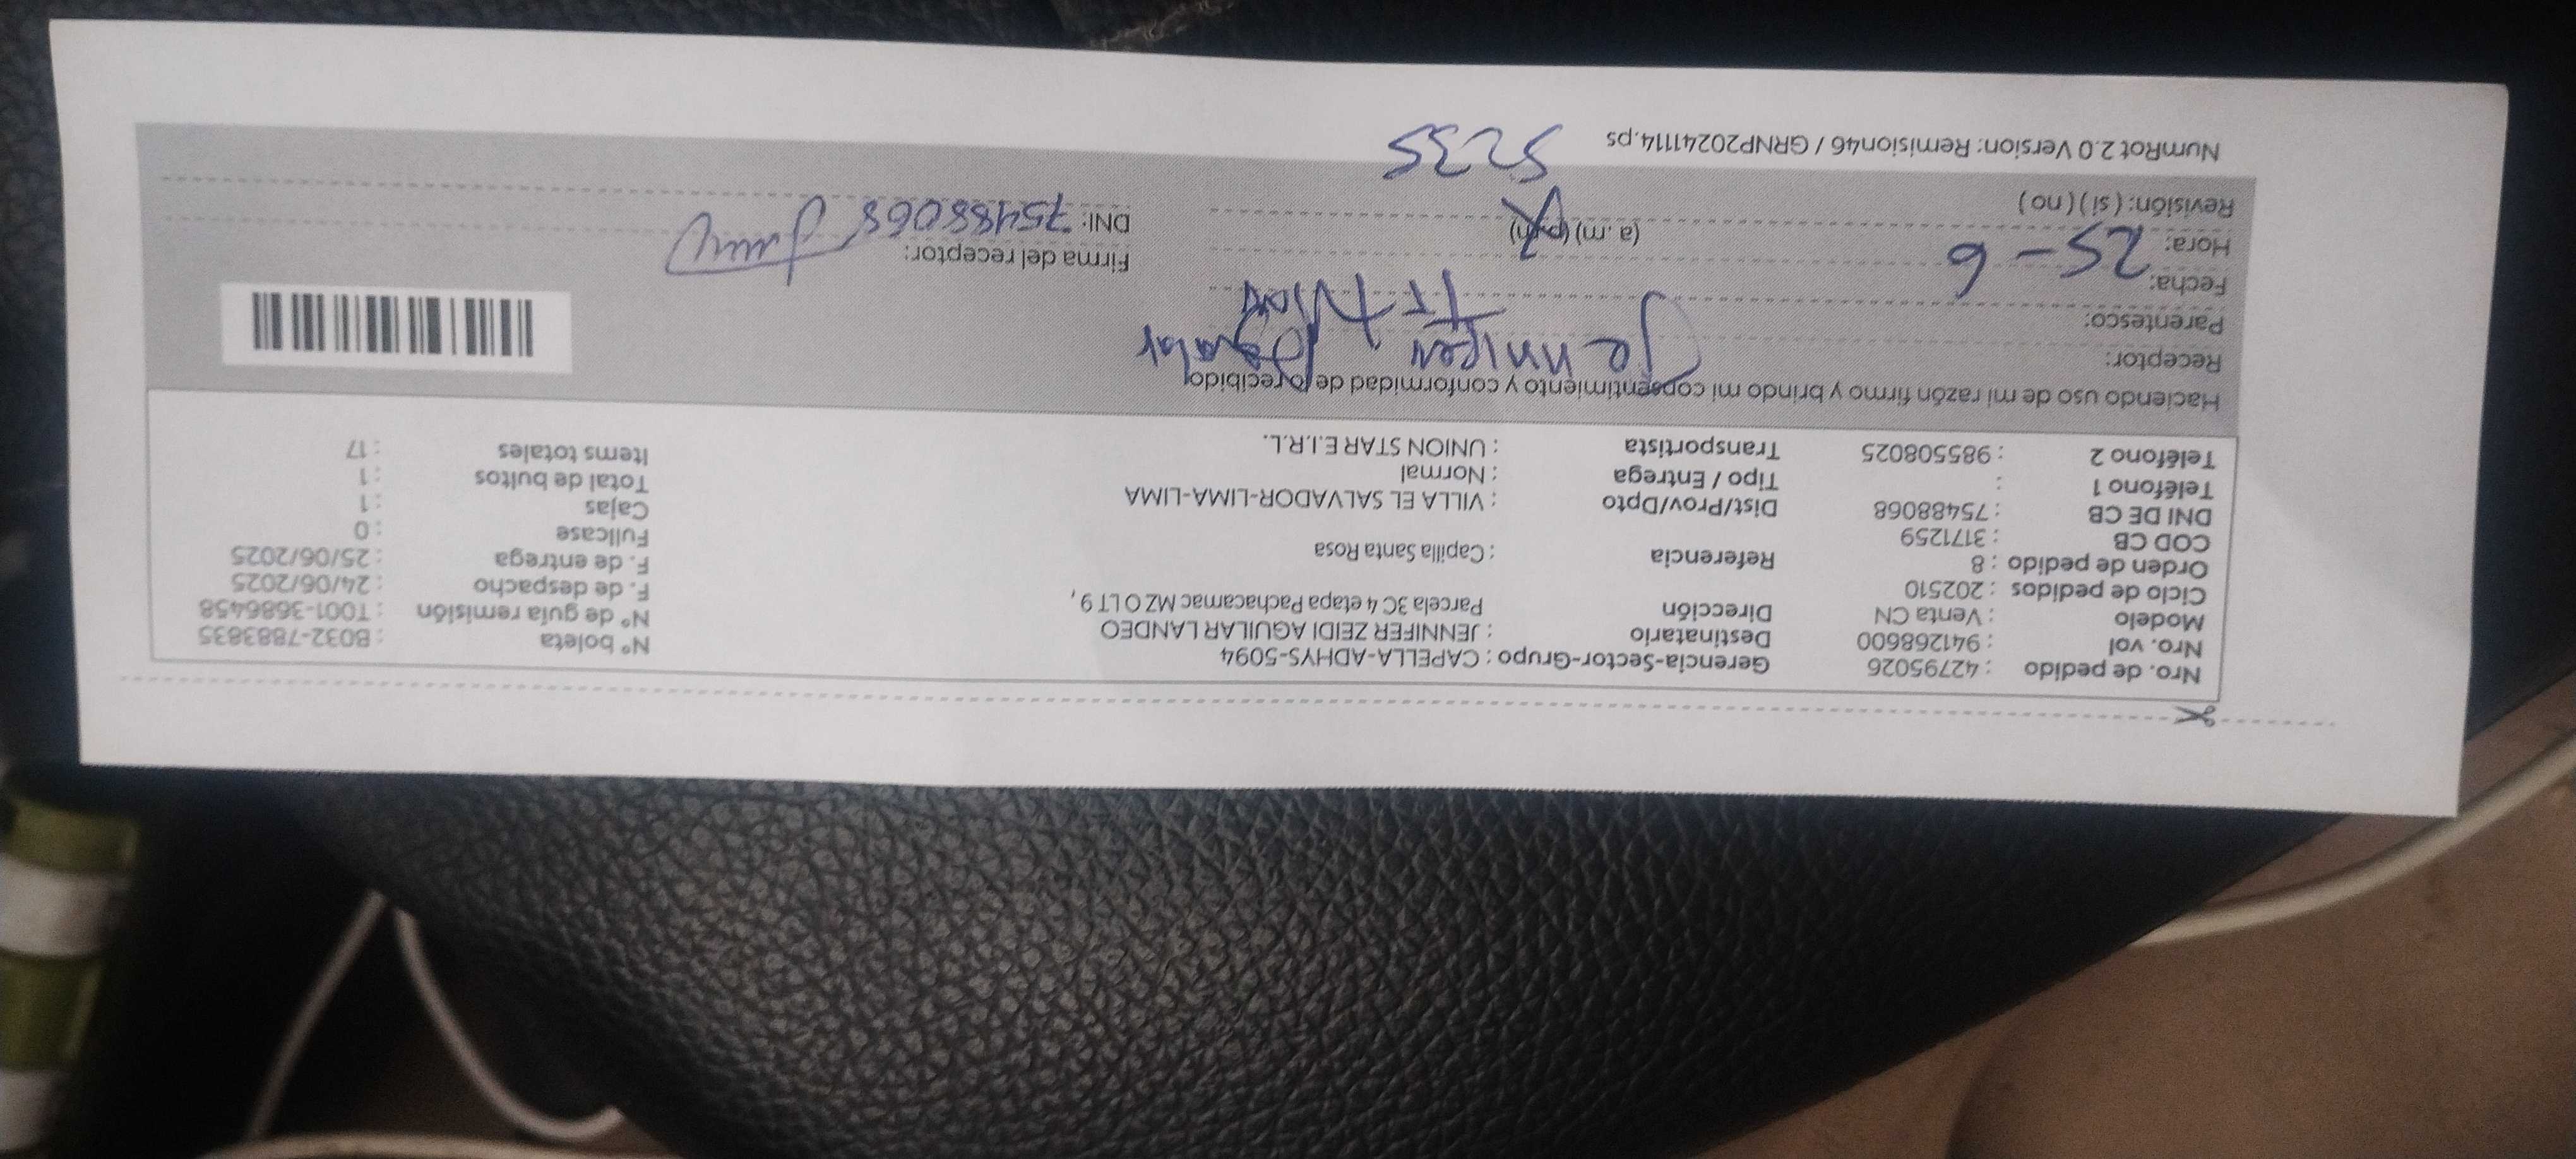 Nro. de pedido : 42795026 Gerencia-Sector-Grupo : CAPELLA-ADHYS-5094
Nro. vol : 941268600 Destinatario : JENNIFER ZEIDI AGUILAR LANDEO N° boleta : B032-7883835
Modelo : Venta CN Dirección Parcela 3C 4 etapa Pachacamac MZ O LT 9 , N° de guía remisión : T001-3686458
Ciclo de pedidos : 202510 F. de despacho : 24/06/2025
Orden de pedido : 8 Referencia : Capilla Santa Rosa F. de entrega : 25/06/2025
COD CB : 3171259 Fullcase : 0
DNI DE CB : 75488068 Dist/Prov/Dpto : VILLA EL SALVADOR-LIMA-LIMA Cajas : 1
Teléfono 1 : Tipo / Entrega : Normal Total de bultos : 1
Teléfono 2 : 985508025 Transportista : UNION STAR E.I.R.L. Items totales : 17
Haciendo uso de mi razón firmo y brindo mi consentimiento y conformidad de lo recibido
Receptor: Jennifer
Parentesco: Tt
Fecha: 25-6 Firma del receptor:
Hora: (a .m) (p.m) DNI: 75488068
Revisión: ( si ) ( no )
5235
NumRot 2.0 Version: Remision46 / GRNP20241114.ps